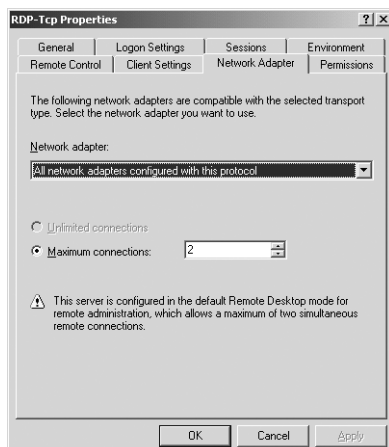 RDP-Tcp Properties
General
Logon Settings
Sessions
Environment
Remote Control
Client Settings
Network Adapter
Permissions
The following network adapters are compatible with the selected transport
type. Select the network adapter you want to use.
Network adapter:
All network adapters configured with this protocol
Unlimited connections
Maximum connections:
2
This server is configured in the default Remote Desktop mode for
remote administration, which allows a maximum of two simultaneous
remote connections.
OK
Cancel
Apply